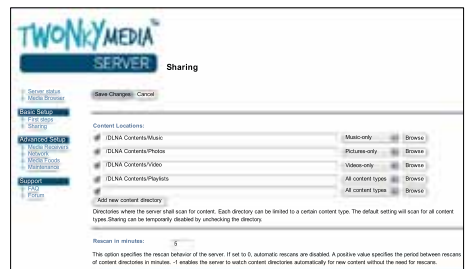 TWONKYMEDIA™
SERVER
Sharing
Server status
Media Browser
Save Changes Cancel
Basic Setup
First steps
Sharing
Advanced Setup
Media Receivers
Network
Media Feeds
Maintenance
Support
FAQ
Forum
Content Locations:
/DLNA Contents/Music Music-only Browse
/DLNA Contents/Photos Pictures-only Browse
/DLNA Contents/Video Videos-only Browse
/DLNA Contents/Playlists All content types Browse
All content types Browse
Add new content directory
Directories where the server shall scan for content. Each directory can be limited to a certain content type. The default setting will scan for all content
types.Sharing can be temporarily disabled by unchecking the directory.
Rescan in minutes: 5
This option specifies the rescan behavior of the server. If set to 0, automatic rescans are disabled. A positive value specifies the period between rescans
of content directories in minutes. -1 enables the server to watch content directories automatically for new content without the need for rescans.